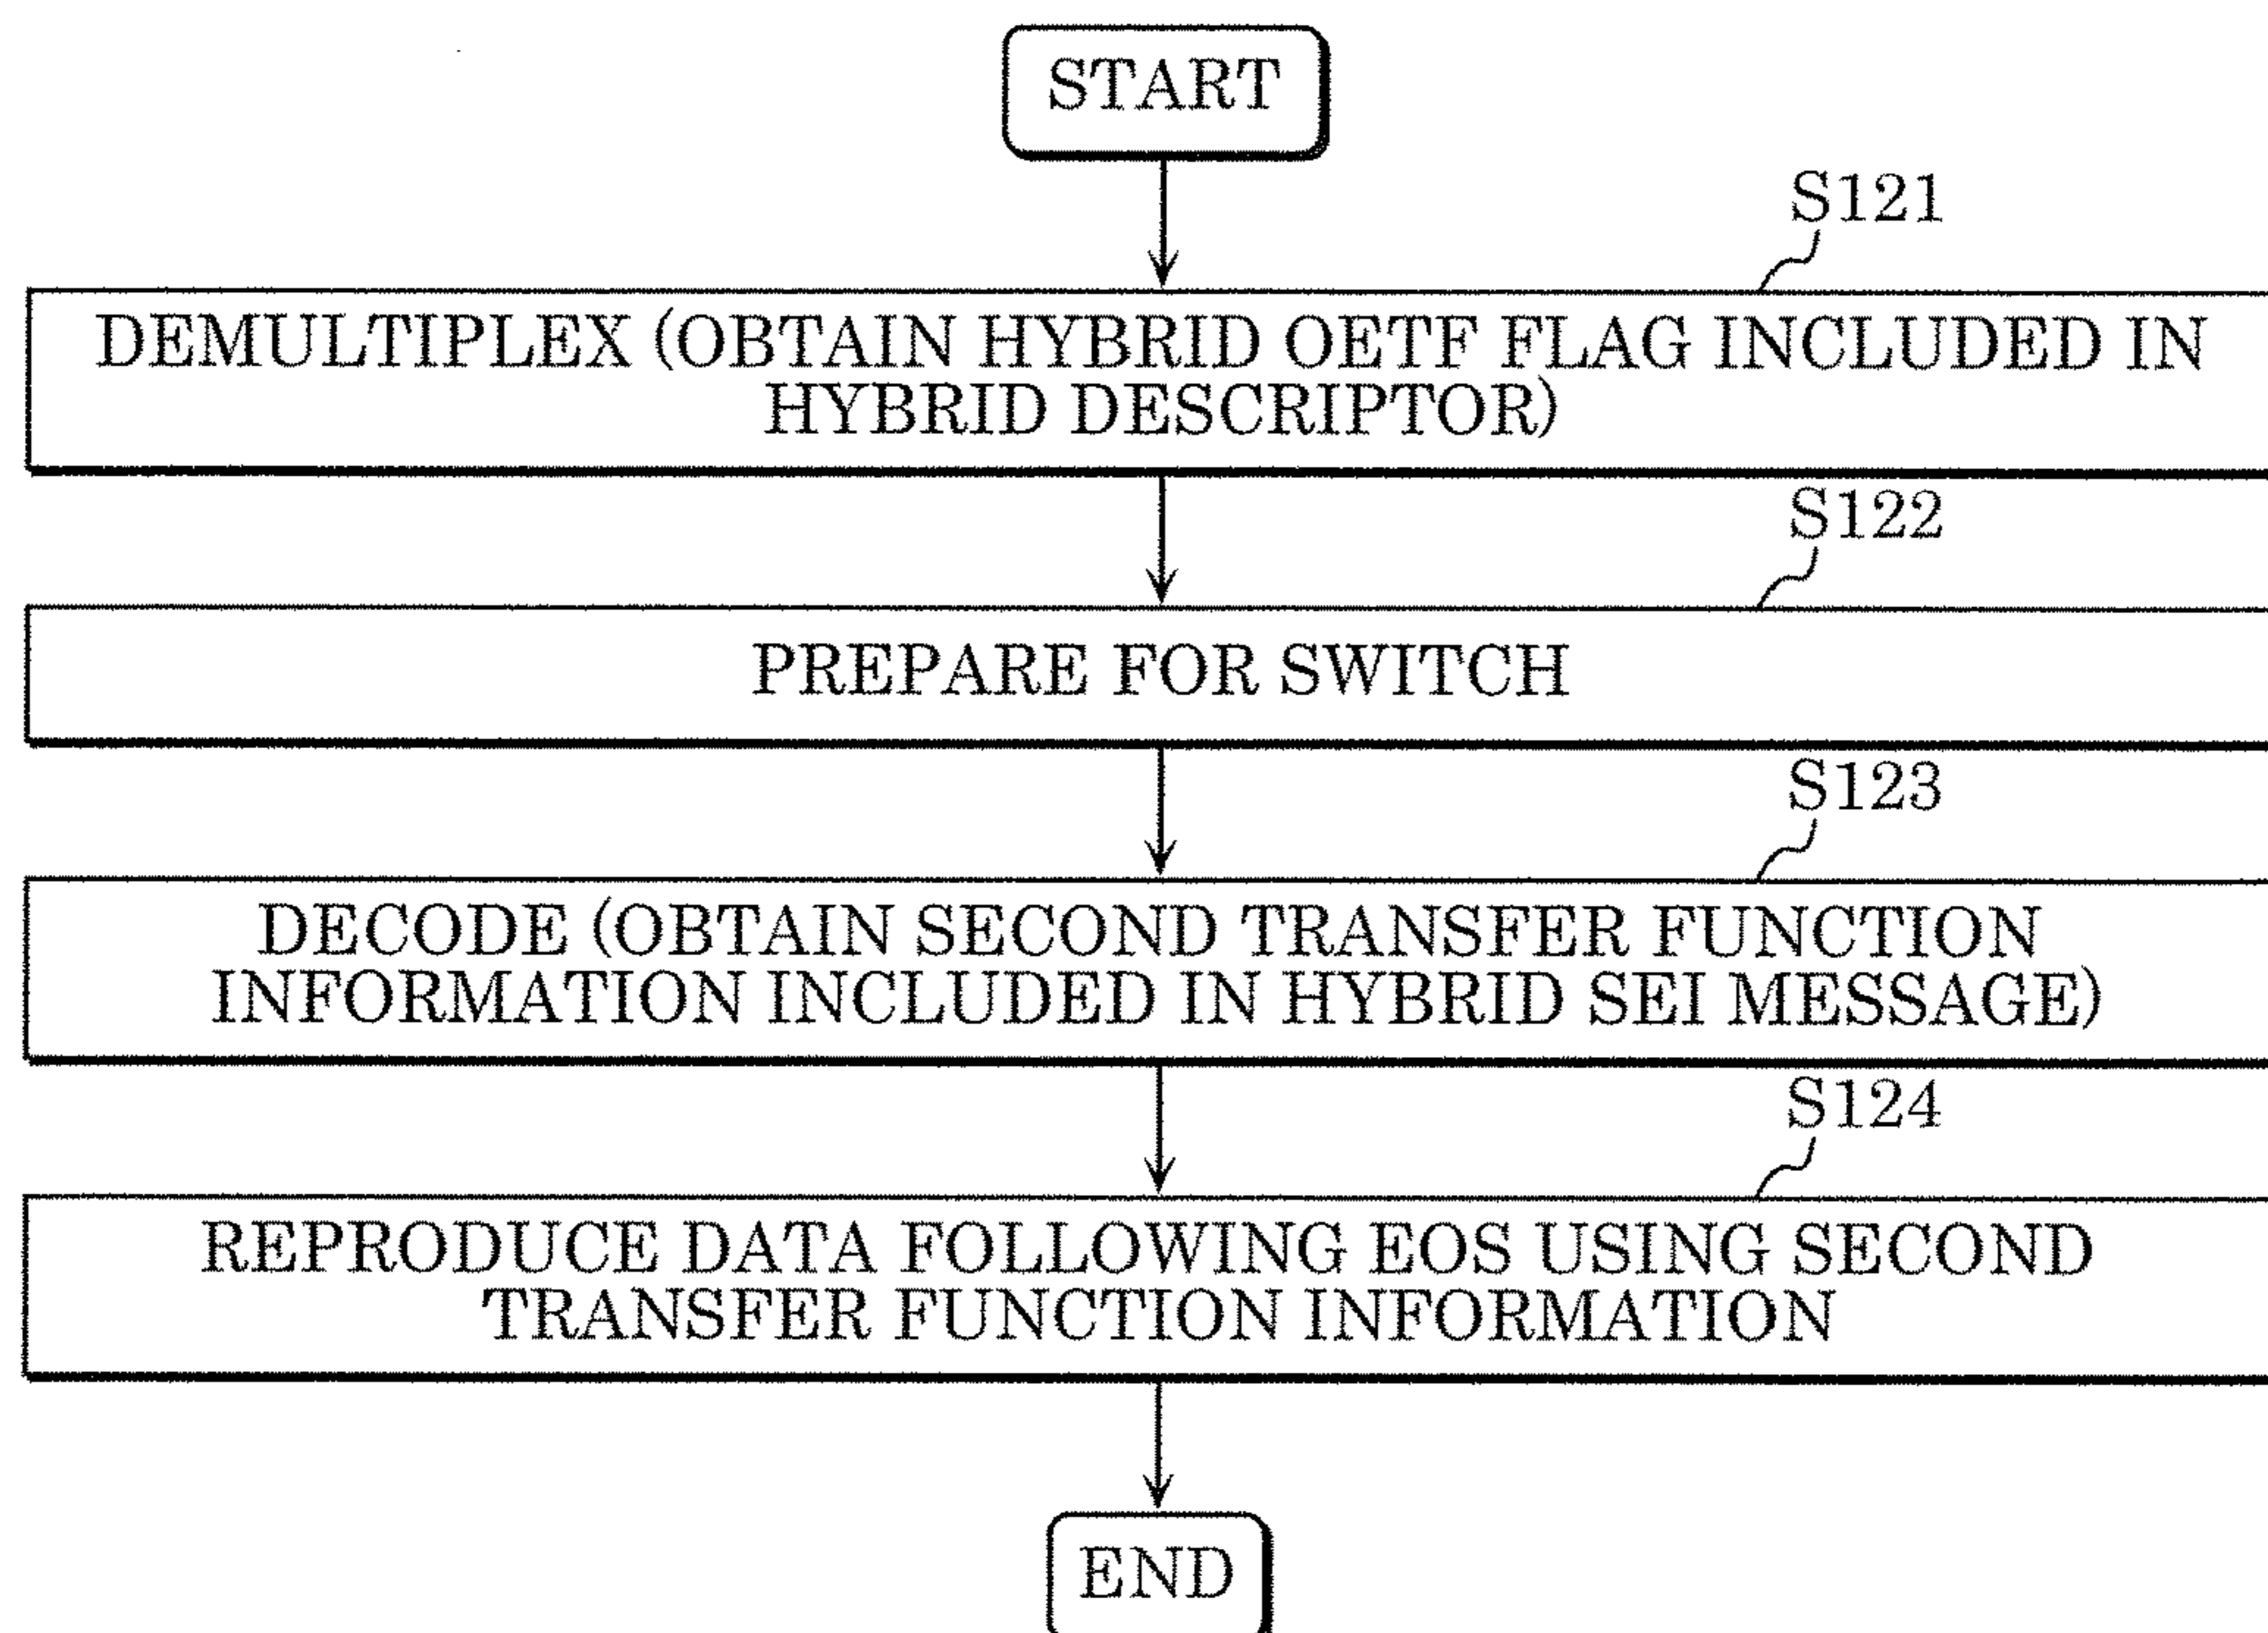 START
S121
DEMULTIPLEX (OBTAIN HYBRID OETF FLAG INCLUDED IN
HYBRID DESCRIPTOR)
S122
PREPARE FOR SWITCH
S123
DECODE (OBTAIN SECOND TRANSFER FUNCTION
INFORMATION INCLUDED IN HYBRID SEI MESSAGE)
S124
REPRODUCE DATA FOLLOWING EOS USING SECOND
TRANSFER FUNCTION INFORMATION
END